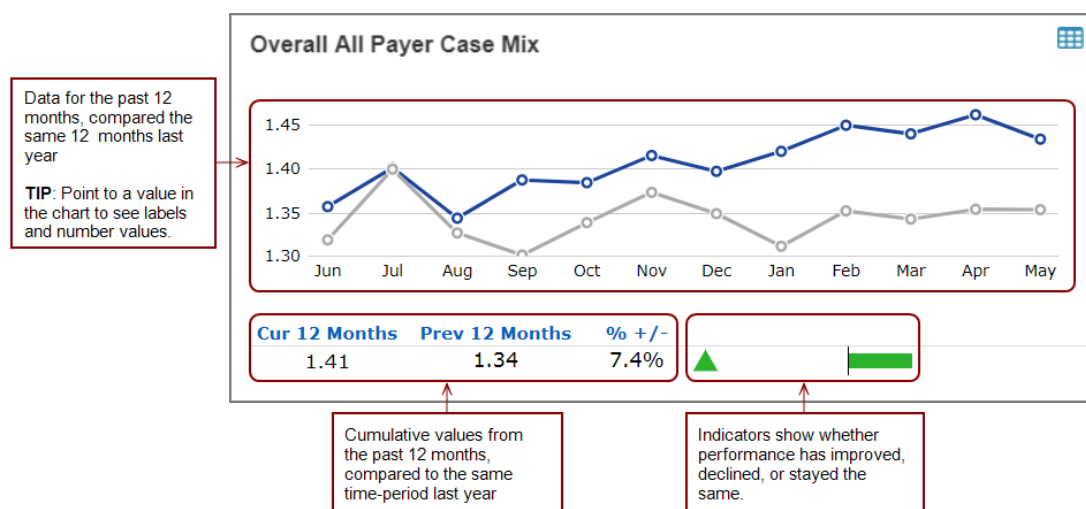 Overall All Payer Case Mix
Data for the past 12
months, compared the
same 12  months last
year
TIP: Point to a value in
the chart to see labels
and number values.
1.45
1.40
1.35
1.30
Jun Jul Aug Sep Oct Nov Dec Jan Feb Mar Apr May
Cur 12 Months Prev 12 Months % +/-
1.41 1.34 7.4%
Cumulative values from
the past 12 months,
compared to the same
time-period last year
Indicators show whether
performance has improved,
declined, or stayed the
same.